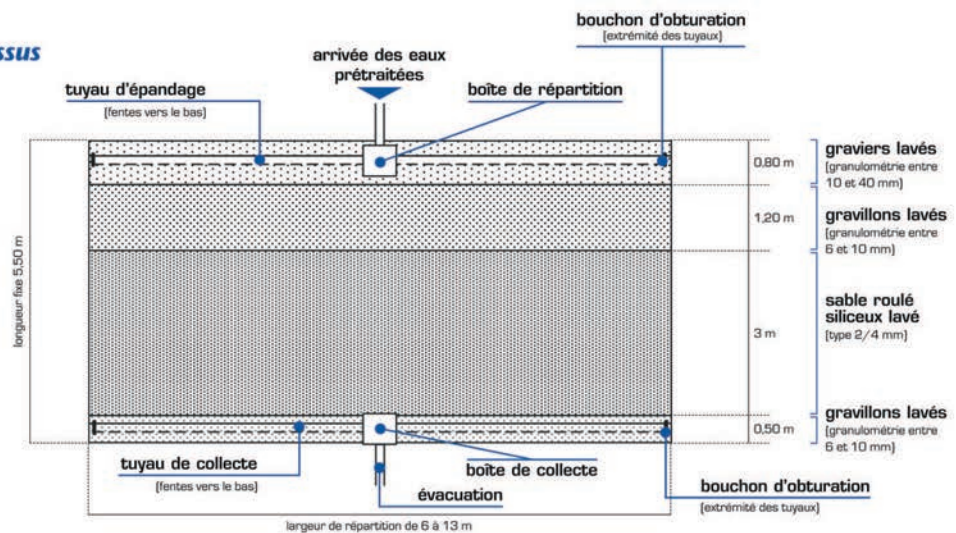 ssus
bouchon d'obturation
(extrémité des tuyaux)
arrivée des eaux
prétraitées
tuyau d'épandage
(fentes vers le bas)
boîte de répartition
longueur fixe 5,50 m
0,80 m
graviers lavés
(granulométrie entre
10 et 40 mm)
1,20 m
gravillons lavés
(granulométrie entre
6 et 10 mm)
3 m
sable roulé
siliceux lavé
(type 2/4 mm)
0,50 m
gravillons lavés
(granulométrie entre
6 et 10 mm)
tuyau de collecte
(fentes vers le bas)
boîte de collecte
évacuation
bouchon d'obturation
(extrémité des tuyaux)
largeur de répartition de 6 à 13 m